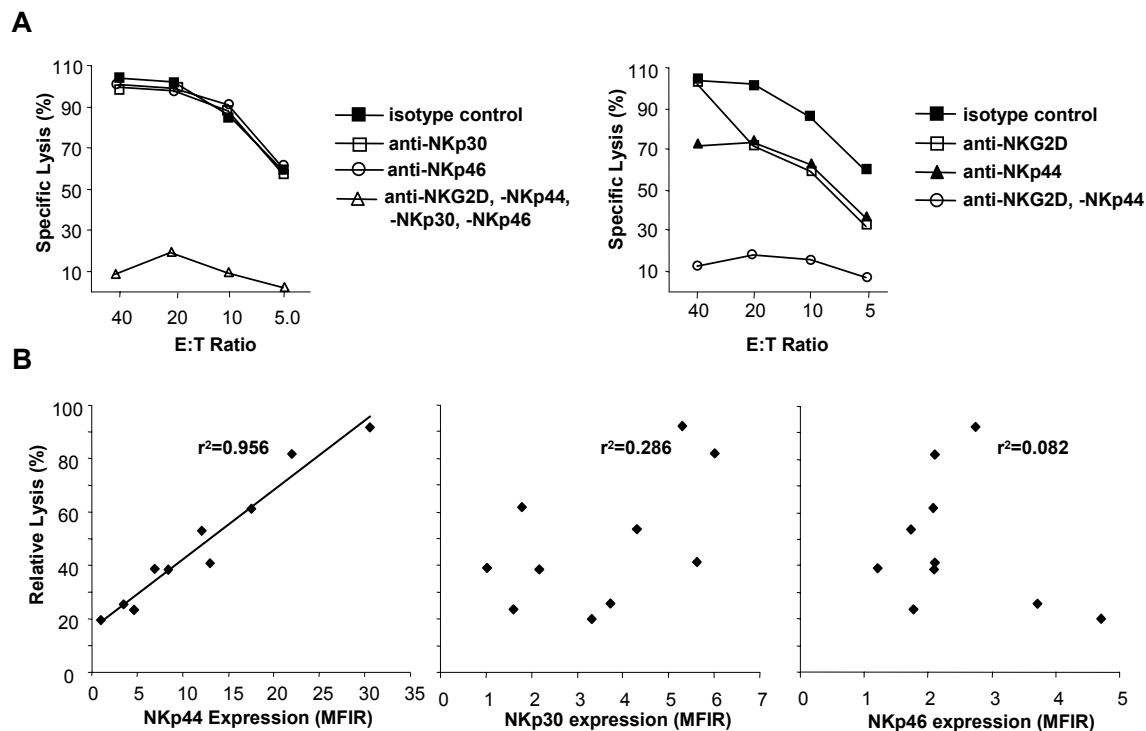 A
Specific Lysis (%)
110
90
70
50
30
10
40 20 10 5.0
E:T Ratio
isotype control
anti-NKp30
anti-NKp46
anti-NKG2D, -NKp44,
-NKp30, -NKp46
Specific Lysis (%)
110
90
70
50
30
10
40 20 10 5
E:T Ratio
isotype control
anti-NKG2D
anti-NKp44
anti-NKG2D, -NKp44
B
Relative Lysis (%)
100
80
60
40
20
0
r²=0.956
0 5 10 15 20 25 30 35
NKp44 Expression (MFIR)
r²=0.286
0 1 2 3 4 5 6 7
NKp30 expression (MFIR)
r²=0.082
0 1 2 3 4 5
NKp46 expression (MFIR)